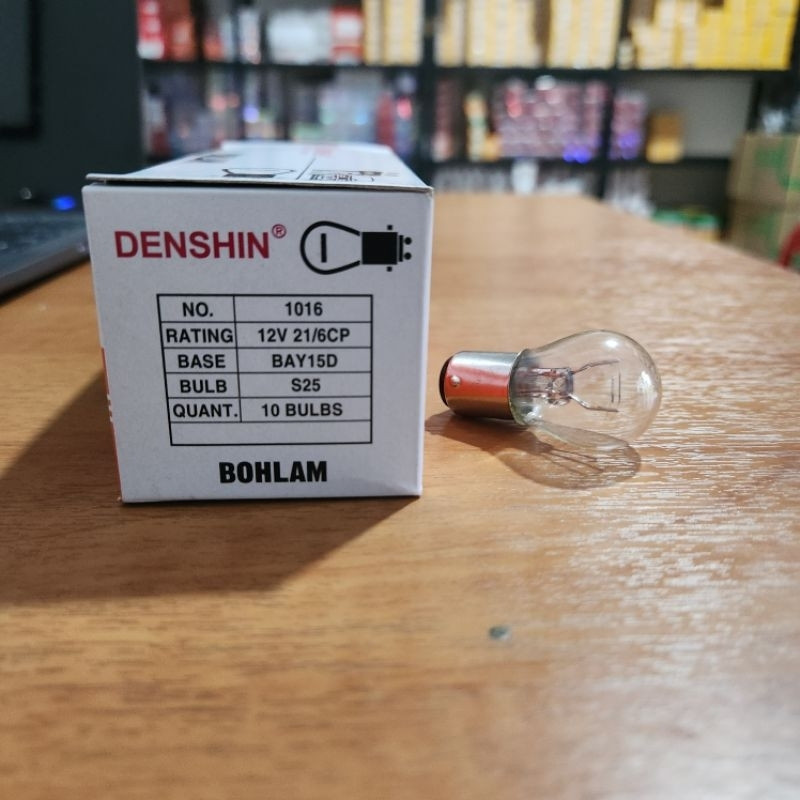 DENSHIN®
NO. 1016
RATING 12V 21/6CP
BASE BAY15D
BULB S25
QUANT. 10 BULBS
BOHLAM